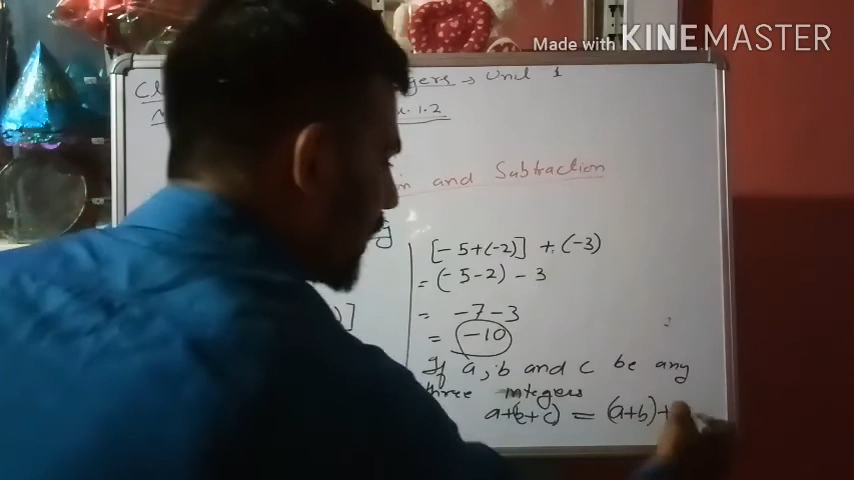 Made with KINEMASTER
→ Unit 1
1.2
and Subtraction
[-5+(-2)] + (-3)
= (-5-2) - 3
= -7-3
= -10
If a, b and c be any
three integers
a+(b+c) = (a+b)+